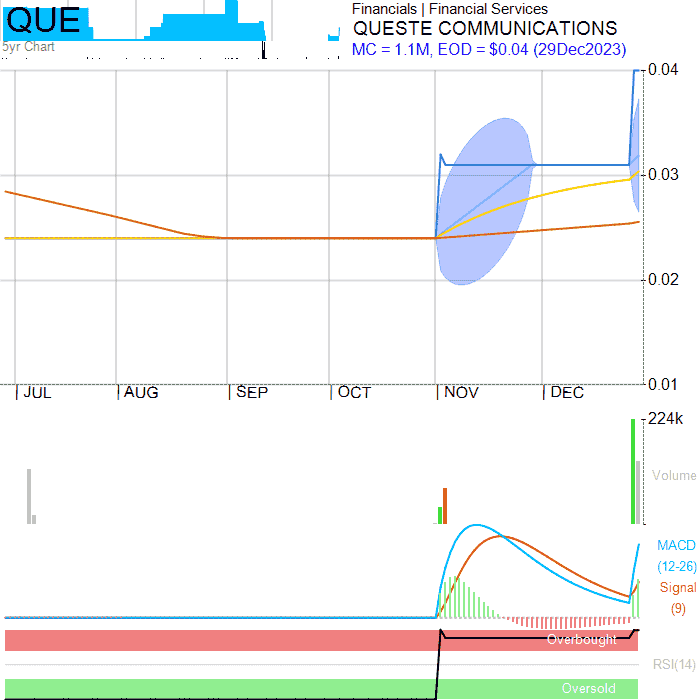 QUE
5yr Chart
Financials | Financial Services
QUESTE COMMUNICATIONS
MC = 1.1M, EOD = $0.04 (29Dec2023)
0.04
0.03
0.02
0.01
JUL
AUG
SEP
OCT
NOV
DEC
224k
Volume
MACD
(12-26)
Signal
(9)
Overbought
RSI(14)
Oversold